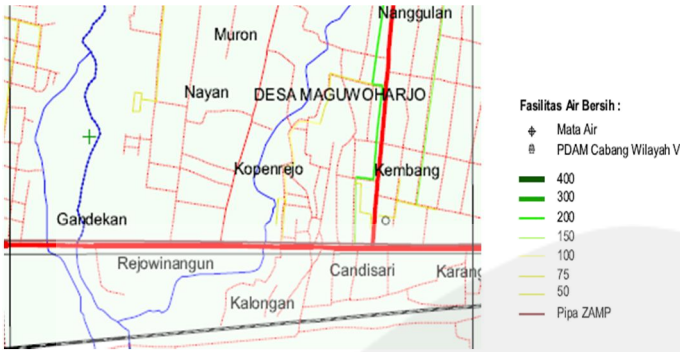 Nanggulan
Muron
Nayan
DESA MAGUWOHARJO
Kopenrejo
Kembang
Gandekan
Rejowinangun
Candisari
Karang
Kalongan
Fasilitas Air Bersih :
Mata Air
PDAM Cabang Wilayah V
400
300
200
150
100
75
50
Pipa ZAMP